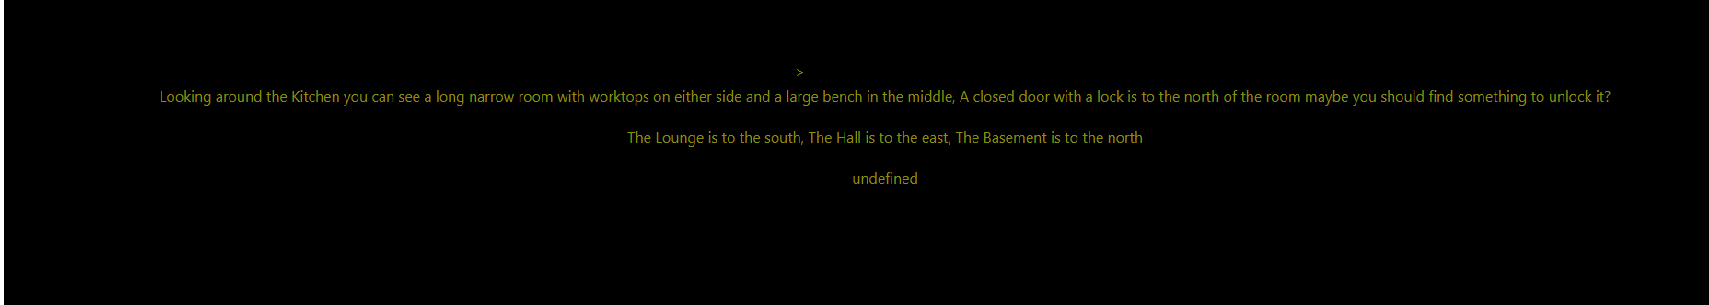 >
Looking around the Kitchen you can see a long narrow room with worktops on either side and a large bench in the middle, A closed door with a lock is to the north of the room maybe you should find something to unlock it?
The Lounge is to the south, The Hall is to the east, The Basement is to the north
undefined